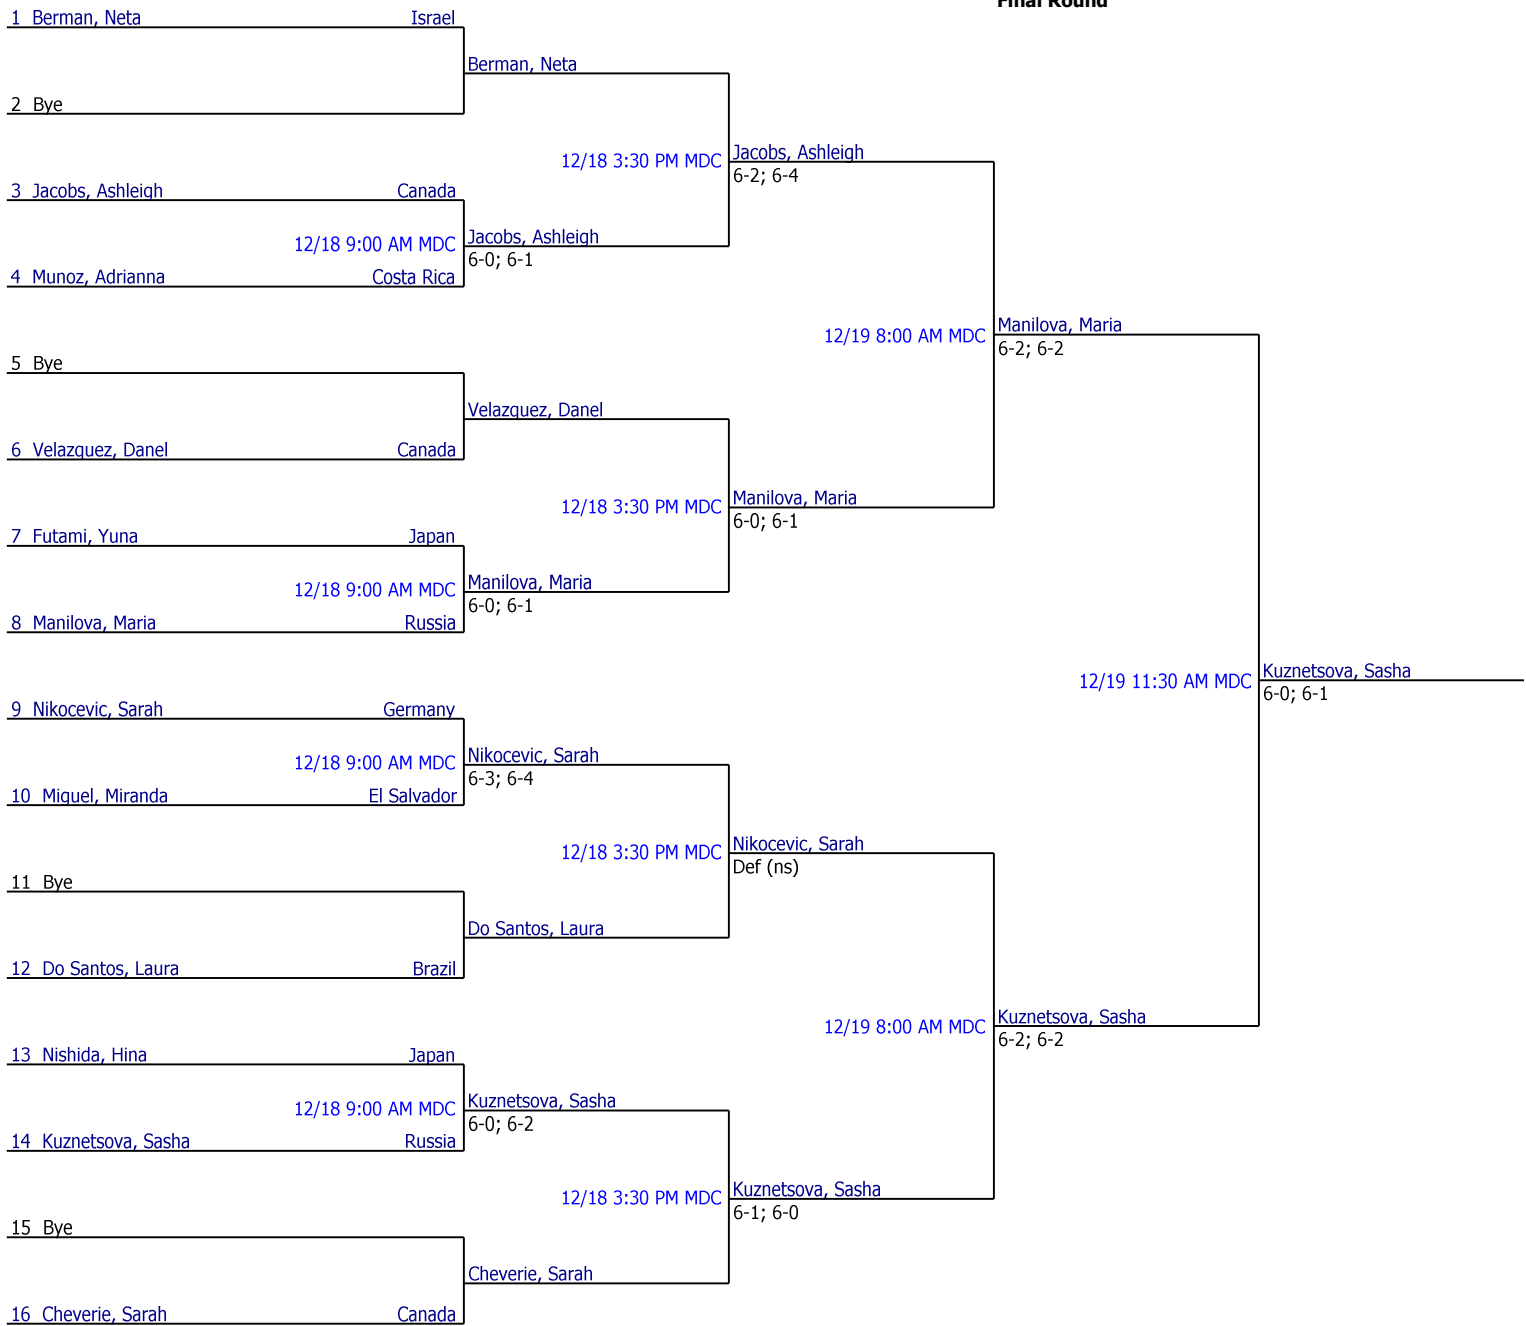 Final Round
1 Berman, Neta Israel
Berman, Neta
2 Bye
12/18 3:30 PM MDC Jacobs, Ashleigh
6-2; 6-4
3 Jacobs, Ashleigh Canada
12/18 9:00 AM MDC Jacobs, Ashleigh
6-0; 6-1
4 Munoz, Adrianna Costa Rica
12/19 8:00 AM MDC Manilova, Maria
6-2; 6-2
5 Bye
Velazquez, Danel
6 Velazquez, Danel Canada
12/18 3:30 PM MDC Manilova, Maria
6-0; 6-1
7 Futami, Yuna Japan
12/18 9:00 AM MDC Manilova, Maria
6-0; 6-1
8 Manilova, Maria Russia
12/19 11:30 AM MDC Kuznetsova, Sasha
6-0; 6-1
9 Nikocevic, Sarah Germany
12/18 9:00 AM MDC Nikocevic, Sarah
6-3; 6-4
10 Miguel, Miranda El Salvador
12/18 3:30 PM MDC Nikocevic, Sarah
Def (ns)
11 Bye
Do Santos, Laura
12 Do Santos, Laura Brazil
12/19 8:00 AM MDC Kuznetsova, Sasha
6-2; 6-2
13 Nishida, Hina Japan
12/18 9:00 AM MDC Kuznetsova, Sasha
6-0; 6-2
14 Kuznetsova, Sasha Russia
12/18 3:30 PM MDC Kuznetsova, Sasha
6-1; 6-0
15 Bye
Cheverie, Sarah
16 Cheverie, Sarah Canada